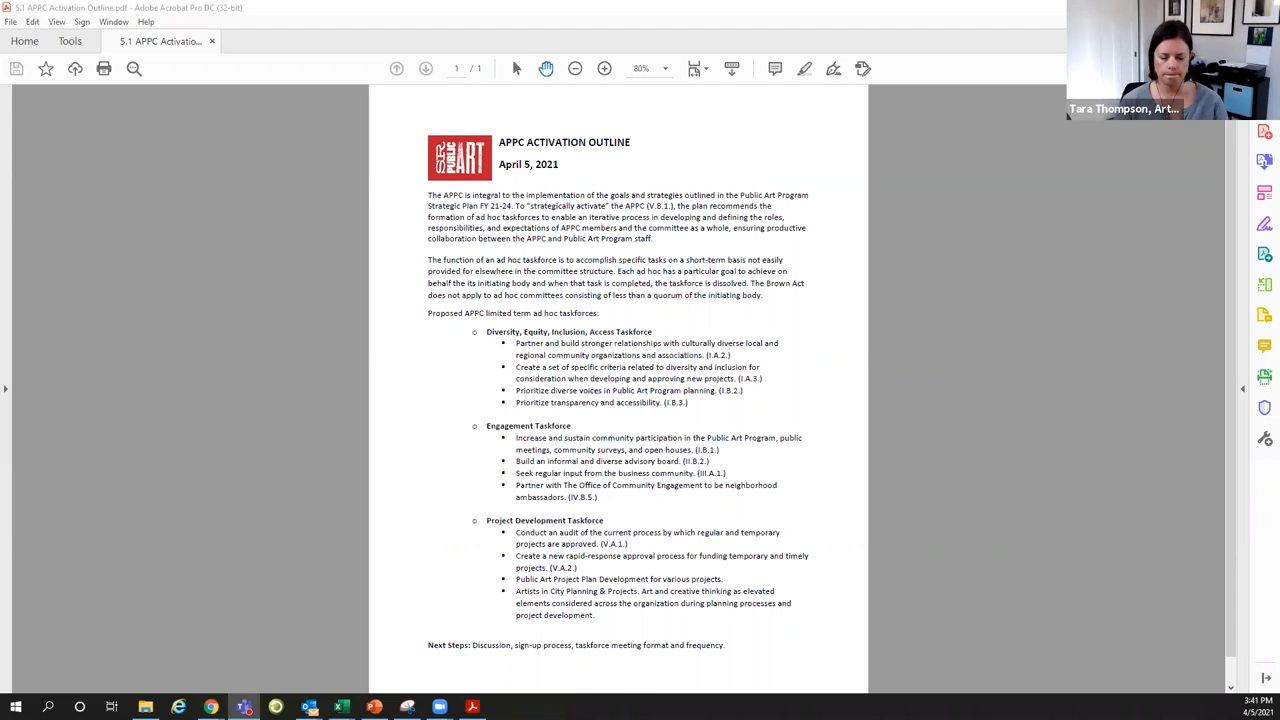 5.1 APPC Activation Outline.pdf - Adobe Acrobat Pro DC (32-bit)
File Edit View Sign Window Help
Home Tools 5.1 APPC Activatio... ×
1 / 1 80%
Tara Thompson, Art...
SR PUBLIC ART
APPC ACTIVATION OUTLINE
April 5, 2021
The APPC is integral to the implementation of the goals and strategies outlined in the Public Art Program
Strategic Plan FY 21-24. To “strategically activate” the APPC (V.B.1.), the plan recommends the
formation of ad hoc taskforces to enable an iterative process in developing and defining the roles,
responsibilities, and expectations of APPC members and the committee as a whole, ensuring productive
collaboration between the APPC and Public Art Program staff.
The function of an ad hoc taskforce is to accomplish specific tasks on a short-term basis not easily
provided for elsewhere in the committee structure. Each ad hoc has a particular goal to achieve on
behalf the its initiating body and when that task is completed, the taskforce is dissolved. The Brown Act
does not apply to ad hoc committees consisting of less than a quorum of the initiating body.
Proposed APPC limited term ad hoc taskforces:
o Diversity, Equity, Inclusion, Access Taskforce
▪ Partner and build stronger relationships with culturally diverse local and
regional community organizations and associations. (I.A.2.)
▪ Create a set of specific criteria related to diversity and inclusion for
consideration when developing and approving new projects. (I.A.3.)
▪ Prioritize diverse voices in Public Art Program planning. (I.B.2.)
▪ Prioritize transparency and accessibility. (I.B.3.)
o Engagement Taskforce
▪ Increase and sustain community participation in the Public Art Program, public
meetings, community surveys, and open houses. (I.B.1.)
▪ Build an informal and diverse advisory board. (II.B.2.)
▪ Seek regular input from the business community. (III.A.1.)
▪ Partner with The Office of Community Engagement to be neighborhood
ambassadors. (IV.B.5.)
o Project Development Taskforce
▪ Conduct an audit of the current process by which regular and temporary
projects are approved. (V.A.1.)
▪ Create a new rapid-response approval process for funding temporary and timely
projects. (V.A.2.)
▪ Public Art Project Plan Development for various projects.
▪ Artists in City Planning & Projects. Art and creative thinking as elevated
elements considered across the organization during planning processes and
project development.
Next Steps: Discussion, sign-up process, taskforce meeting format and frequency.
3:41 PM
4/5/2021